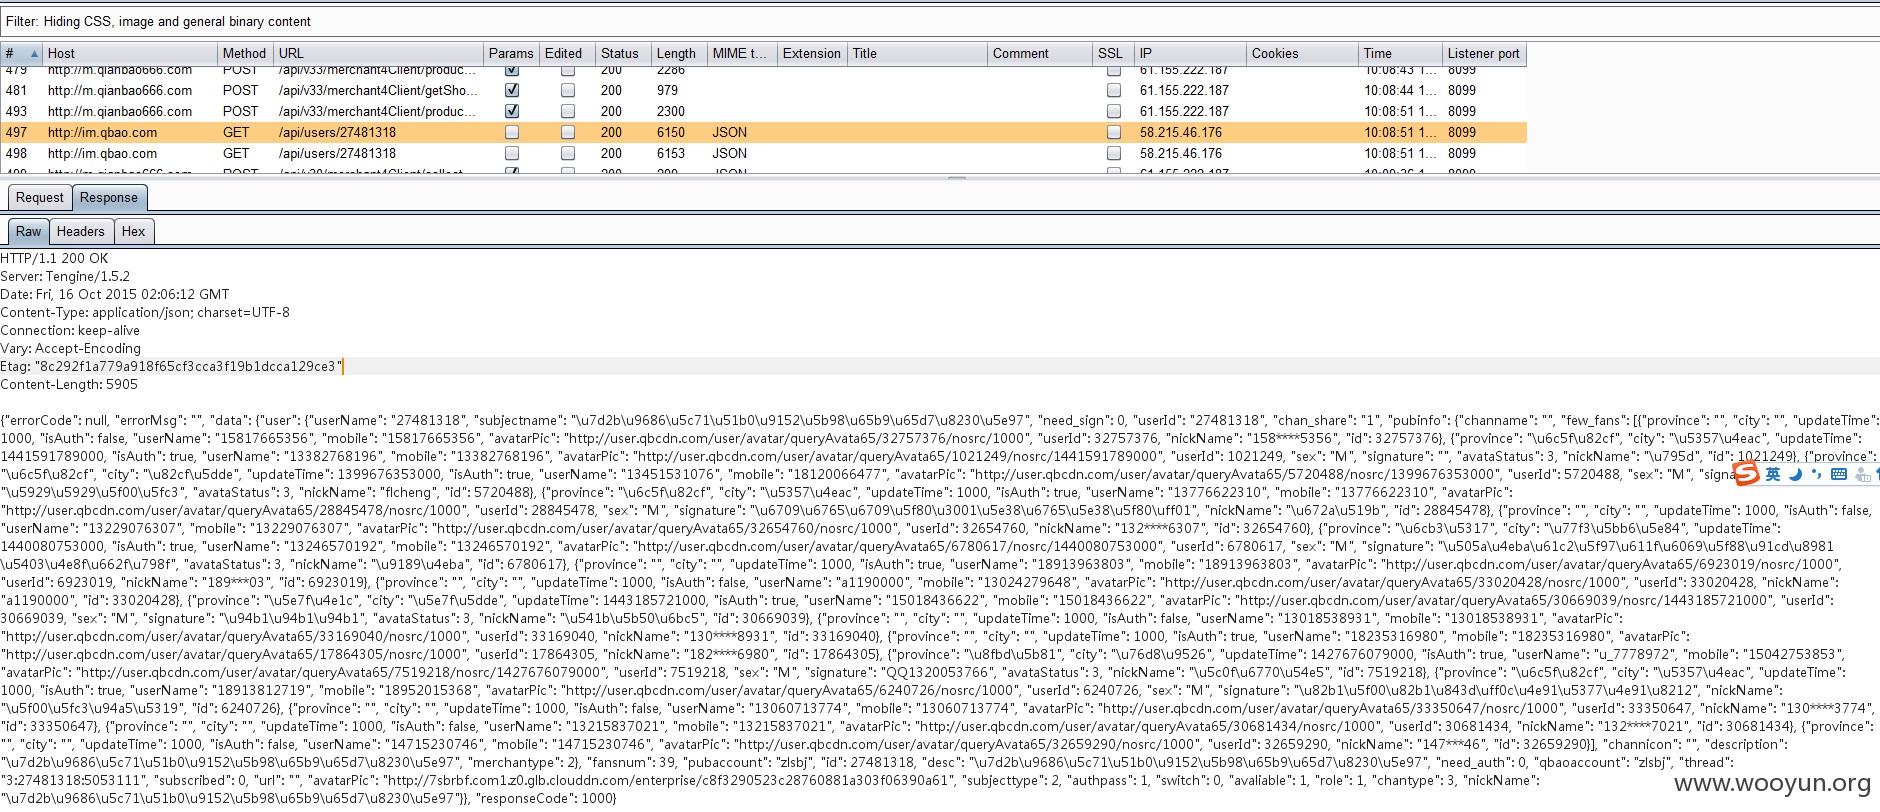 Filter: Hiding CSS, image and general binary content
# Host Method URL Params Edited Status Length MIME t... Extension Title Comment SSL IP Cookies Time Listener port
479 http://m.qianbao666.com POST /api/v33/merchant4Client/produc... 200 2286 61.155.222.187 10:08:43 1... 8099
481 http://m.qianbao666.com POST /api/v33/merchant4Client/getSho... 200 979 61.155.222.187 10:08:44 1... 8099
493 http://m.qianbao666.com POST /api/v33/merchant4Client/produc... 200 2300 61.155.222.187 10:08:51 1... 8099
497 http://im.qbao.com GET /api/users/27481318 200 6150 JSON 58.215.46.176 10:08:51 1... 8099
498 http://im.qbao.com GET /api/users/27481318 200 6153 JSON 58.215.46.176 10:08:51 1... 8099
Request Response
Raw Headers Hex
HTTP/1.1 200 OK
Server: Tengine/1.5.2
Date: Fri, 16 Oct 2015 02:06:12 GMT
Content-Type: application/json; charset=UTF-8
Connection: keep-alive
Vary: Accept-Encoding
Etag: "8c292f1a779a918f65cf3cca3f19b1dcca129ce3"
Content-Length: 5905
{"errorCode": null, "errorMsg": "", "data": {"user": {"userName": "27481318", "subjectname": "\u7d2b\u9686\u5c71\u51b0\u9152\u5b98\u65b9\u65d7\u8230\u5e97", "need_sign": 0, "userId": "27481318", "chan_share": "1", "pubinfo": {"channame": "", "few_fans": [{"province": "", "city": "", "updateTime":
1000, "isAuth": false, "userName": "15817665356", "mobile": "15817665356", "avatarPic": "http://user.qbcdn.com/user/avatar/queryAvata65/32757376/nosrc/1000", "userId": 32757376, "nickName": "158****5356", "id": 32757376}, {"province": "\u6c5f\u82cf", "city": "\u5357\u4eac", "updateTime":
1441591789000, "isAuth": true, "userName": "13382768196", "mobile": "13382768196", "avatarPic": "http://user.qbcdn.com/user/avatar/queryAvata65/1021249/nosrc/1441591789000", "userId": 1021249, "sex": "M", "signature": "", "avataStatus": 3, "nickName": "\u795d", "id": 1021249}, {"province":
"\u6c5f\u82cf", "city": "\u82cf\u5dde", "updateTime": 1399676353000, "isAuth": true, "userName": "13451531076", "mobile": "18120066477", "avatarPic": "http://user.qbcdn.com/user/avatar/queryAvata65/5720488/nosrc/1399676353000", "userId": 5720488, "sex": "M", "signa 英
"\u5929\u5929\u5f00\u5fc3", "avataStatus": 3, "nickName": "flcheng", "id": 5720488}, {"province": "\u6c5f\u82cf", "city": "\u5357\u4eac", "updateTime": 1000, "isAuth": true, "userName": "13776622310", "mobile": "13776622310", "avatarPic":
"http://user.qbcdn.com/user/avatar/queryAvata65/28845478/nosrc/1000", "userId": 28845478, "sex": "M", "signature": "\u6709\u6765\u6709\u5f80\u3001\u5e38\u6765\u5e38\u5f80\uff01", "nickName": "\u672a\u519b", "id": 28845478}, {"province": "", "city": "", "updateTime": 1000, "isAuth": false,
"userName": "13229076307", "mobile": "13229076307", "avatarPic": "http://user.qbcdn.com/user/avatar/queryAvata65/32654760/nosrc/1000", "userId": 32654760, "nickName": "132****6307", "id": 32654760}, {"province": "\u6cb3\u5317", "city": "\u77f3\u5bb6\u5e84", "updateTime":
1440080753000, "isAuth": true, "userName": "13246570192", "mobile": "13246570192", "avatarPic": "http://user.qbcdn.com/user/avatar/queryAvata65/6780617/nosrc/1440080753000", "userId": 6780617, "sex": "M", "signature": "\u505a\u4eba\u61c2\u5f97\u611f\u6069\u5f88\u91cd\u8981
\u5403\u4e8f\u662f\u798f", "avataStatus": 3, "nickName": "\u9189\u4eba", "id": 6780617}, {"province": "", "city": "", "updateTime": 1000, "isAuth": true, "userName": "18913963803", "mobile": "18913963803", "avatarPic": "http://user.qbcdn.com/user/avatar/queryAvata65/6923019/nosrc/1000",
"userId": 6923019, "nickName": "189***03", "id": 6923019}, {"province": "", "city": "", "updateTime": 1000, "isAuth": false, "userName": "a1190000", "mobile": "13024279648", "avatarPic": "http://user.qbcdn.com/user/avatar/queryAvata65/33020428/nosrc/1000", "userId": 33020428, "nickName":
"a1190000", "id": 33020428}, {"province": "\u5e7f\u4e1c", "city": "\u5e7f\u5dde", "updateTime": 1443185721000, "isAuth": true, "userName": "15018436622", "mobile": "15018436622", "avatarPic": "http://user.qbcdn.com/user/avatar/queryAvata65/30669039/nosrc/1443185721000", "userId":
30669039, "sex": "M", "signature": "\u94b1\u94b1\u94b1", "avataStatus": 3, "nickName": "\u541b\u5b50\u6bc5", "id": 30669039}, {"province": "", "city": "", "updateTime": 1000, "isAuth": false, "userName": "13018538931", "mobile": "13018538931", "avatarPic":
"http://user.qbcdn.com/user/avatar/queryAvata65/33169040/nosrc/1000", "userId": 33169040, "nickName": "130****8931", "id": 33169040}, {"province": "", "city": "", "updateTime": 1000, "isAuth": true, "userName": "18235316980", "mobile": "18235316980", "avatarPic":
"http://user.qbcdn.com/user/avatar/queryAvata65/17864305/nosrc/1000", "userId": 17864305, "nickName": "182****6980", "id": 17864305}, {"province": "\u8fbd\u5b81", "city": "\u76d8\u9526", "updateTime": 1427676079000, "isAuth": true, "userName": "u_7778972", "mobile": "15042753853",
"avatarPic": "http://user.qbcdn.com/user/avatar/queryAvata65/7519218/nosrc/1427676079000", "userId": 7519218, "sex": "M", "signature": "QQ1320053766", "avataStatus": 3, "nickName": "\u5c0f\u6770\u54e5", "id": 7519218}, {"province": "\u6c5f\u82cf", "city": "\u5357\u4eac", "updateTime":
1000, "isAuth": true, "userName": "18913812719", "mobile": "18952015368", "avatarPic": "http://user.qbcdn.com/user/avatar/queryAvata65/6240726/nosrc/1000", "userId": 6240726, "sex": "M", "signature": "\u82b1\u5f00\u82b1\u843d\uff0c\u4e91\u5377\u4e91\u8212", "nickName":
"\u5f00\u5fc3\u94a5\u5319", "id": 6240726}, {"province": "", "city": "", "updateTime": 1000, "isAuth": false, "userName": "13060713774", "mobile": "13060713774", "avatarPic": "http://user.qbcdn.com/user/avatar/queryAvata65/33350647/nosrc/1000", "userId": 33350647, "nickName": "130****3774",
"id": 33350647}, {"province": "", "city": "", "updateTime": 1000, "isAuth": false, "userName": "13215837021", "mobile": "13215837021", "avatarPic": "http://user.qbcdn.com/user/avatar/queryAvata65/30681434/nosrc/1000", "userId": 30681434, "nickName": "132****7021", "id": 30681434}, {"province":
"", "city": "", "updateTime": 1000, "isAuth": false, "userName": "14715230746", "mobile": "14715230746", "avatarPic": "http://user.qbcdn.com/user/avatar/queryAvata65/32659290/nosrc/1000", "userId": 32659290, "nickName": "147***46", "id": 32659290}], "channicon": "", "description":
"\u7d2b\u9686\u5c71\u51b0\u9152\u5b98\u65b9\u65d7\u8230\u5e97", "merchantype": 2}, "fansnum": 39, "pubaccount": "zlsbj", "id": 27481318, "desc": "\u7d2b\u9686\u5c71\u51b0\u9152\u5b98\u65b9\u65d7\u8230\u5e97", "need_auth": 0, "qbaoaccount": "zlsbj", "thread":
"3:27481318:5053111", "subscribed": 0, "url": "", "avatarPic": "http://7sbrbf.com1.z0.glb.clouddn.com/enterprise/c8f3290523c28760881a303f06390a61", "subjecttype": 2, "authpass": 1, "switch": 0, "avaliable": 1, "role": 1, "chantype": 3, "nickName":
"\u7d2b\u9686\u5c71\u51b0\u9152\u5b98\u65b9\u65d7\u8230\u5e97"}}, "responseCode": 1000}
www.wooyun.org